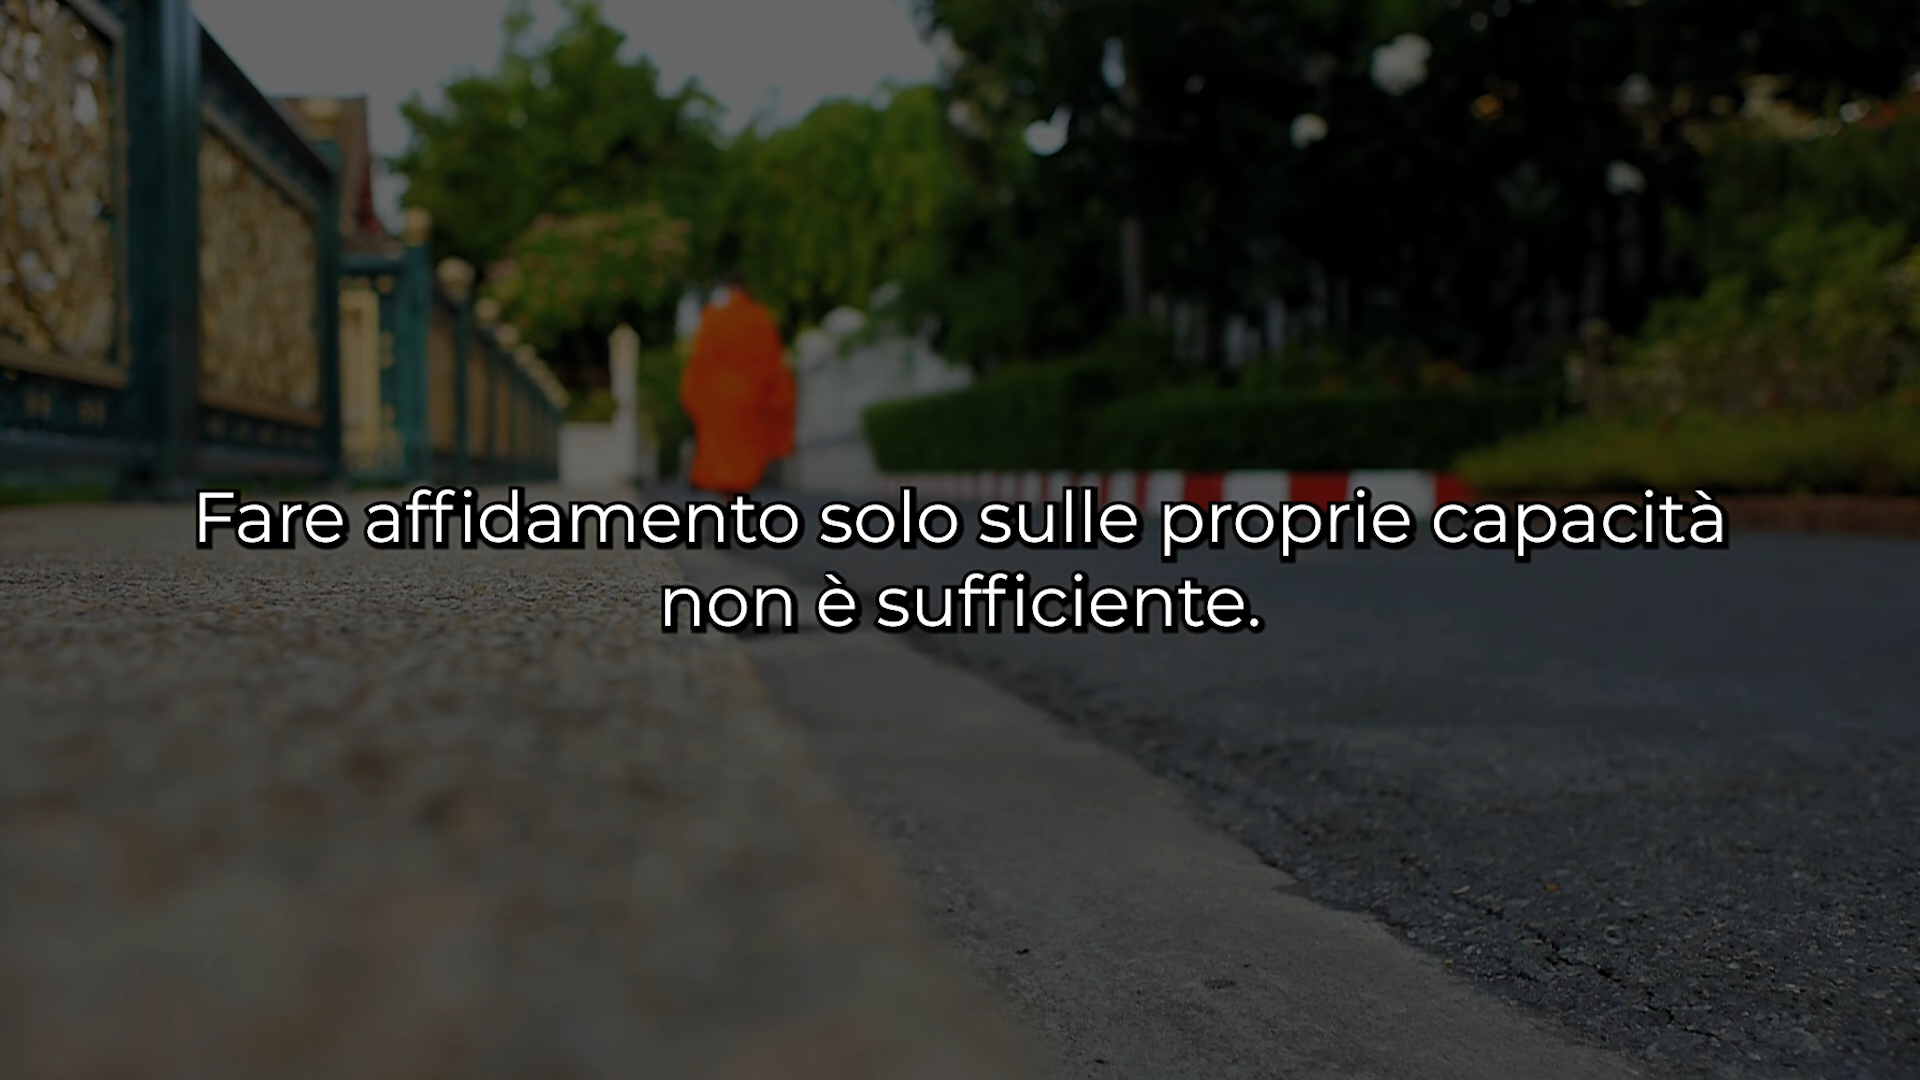 Fare affidamento solo sulle proprie capacità
non è sufficiente.